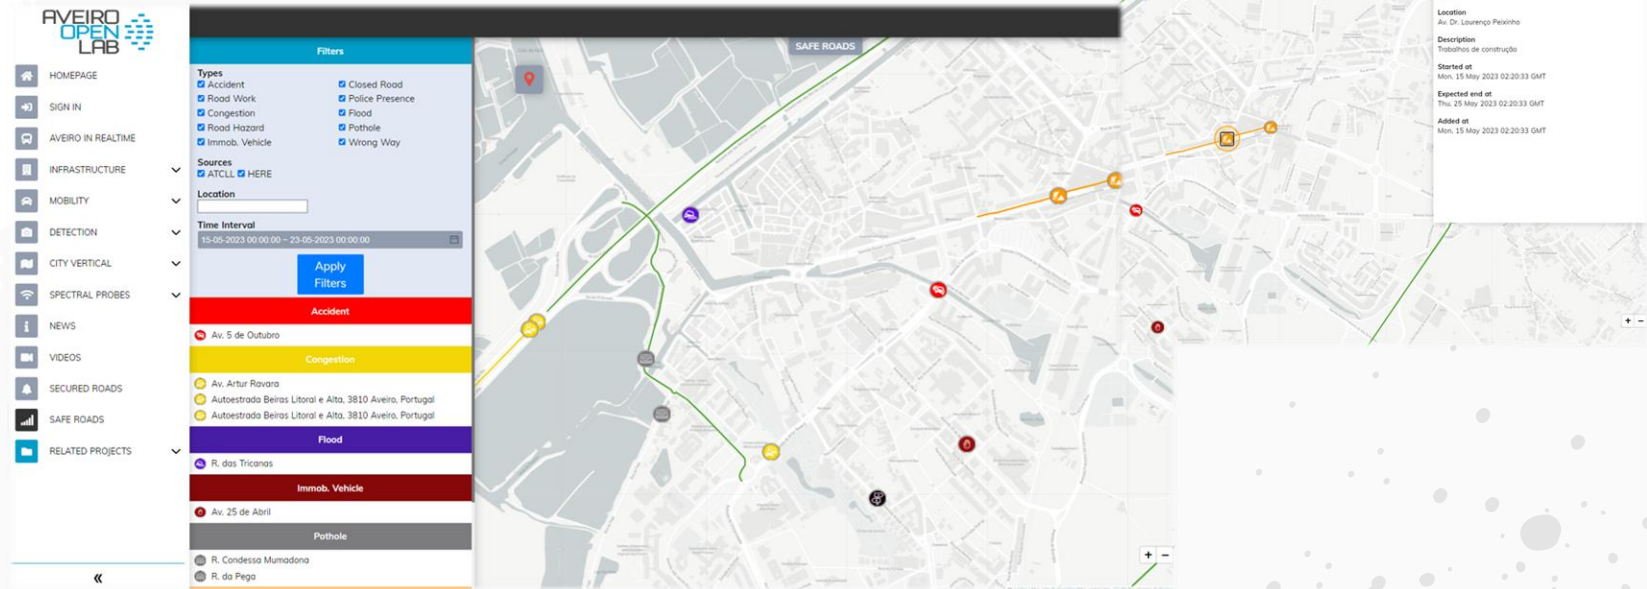 AVEIRO
OPEN
LAB
HOMEPAGE
SIGN IN
AVEIRO IN REALTIME
INFRASTRUCTURE
MOBILITY
DETECTION
CITY VERTICAL
SPECTRAL PROBES
NEWS
VIDEOS
SECURED ROADS
SAFE ROADS
RELATED PROJECTS
«
Filters
Types
Accident
Closed Road
Road Work
Police Presence
Congestion
Flood
Road Hazard
Pothole
Immob. Vehicle
Wrong Way
Sources
ATCLL HERE
Location
Time Interval
15-05-2023 00:00:00 ~ 23-05-2023 00:00:00
Apply
Filters
Accident
Av. 5 de Outubro
Congestion
Av. Artur Ravara
Autoestrada Beiras Litoral e Alta, 3810 Aveiro, Portugal
Autoestrada Beiras Litoral e Alta, 3810 Aveiro, Portugal
Flood
R. das Tricanas
Immob. Vehicle
Av. 25 de Abril
Pothole
R. Condessa Mumadona
R. da Pega
SAFE ROADS
+ −
Location
Av. Dr. Lourenço Peixinho
Description
Trabalhos de construção
Started at
Mon, 15 May 2023 02:20:33 GMT
Expected end at
Thu, 25 May 2023 02:20:33 GMT
Added at
Mon, 15 May 2023 02:20:33 GMT
+ −